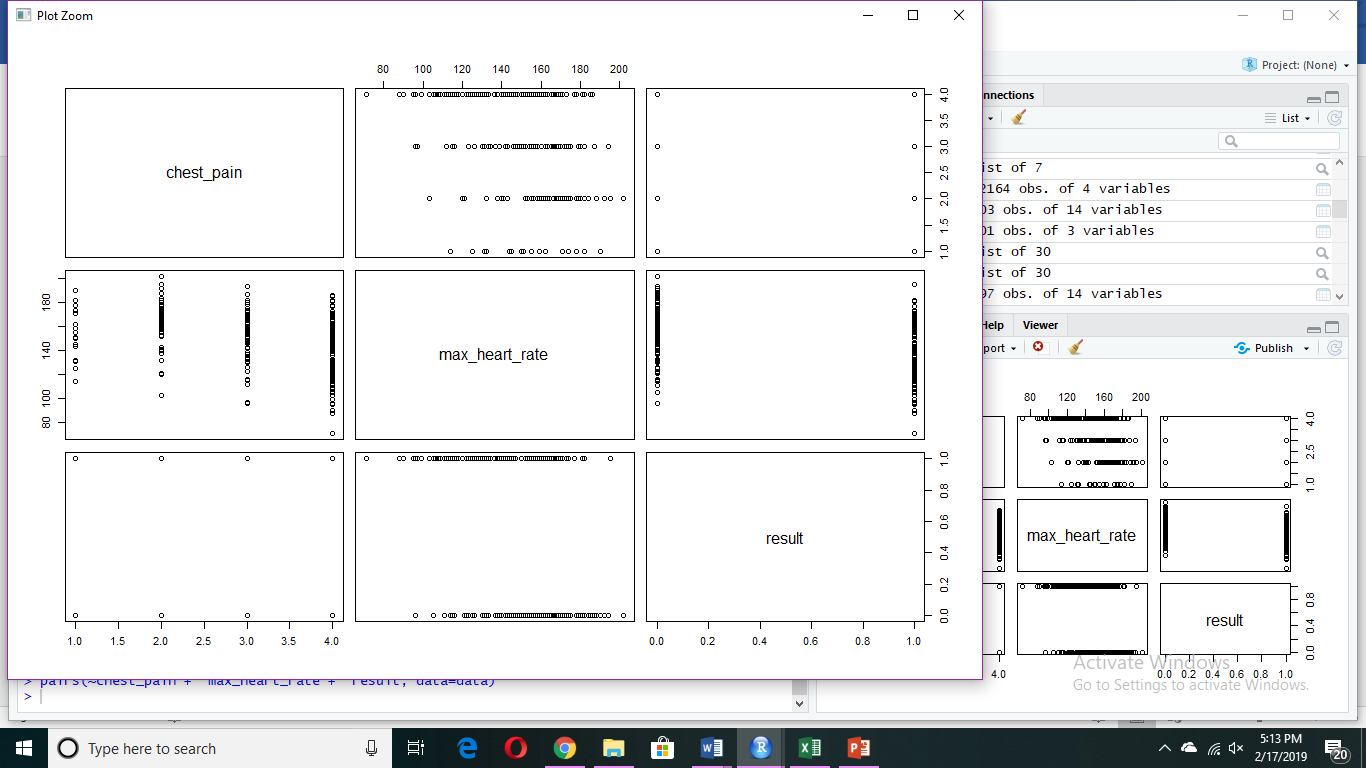 Plot Zoom
80 100 120 140 160 180 200
chest_pain
1.0 1.5 2.0 2.5 3.0 3.5 4.0
80 100 140 180
max_heart_rate
result
0.0 0.2 0.4 0.6 0.8 1.0
1.0 1.5 2.0 2.5 3.0 3.5 4.0
0.0 0.2 0.4 0.6 0.8 1.0
Project: (None)
nnections
List
ist of 7
2164 obs. of 4 variables
03 obs. of 14 variables
01 obs. of 3 variables
ist of 30
ist of 30
97 obs. of 14 variables
Help Viewer
port Publish
80 120 160 200
1.0 2.5 4.0
max_heart_rate
result
0.0 0.4 0.8
4.0 0.0 0.2 0.4 0.6 0.8 1.0
Activate Windows
Go to Settings to activate Windows.
> pairs(~chest_pain + max_heart_rate + result, data=data)
>
Type here to search
5:13 PM
2/17/2019
20